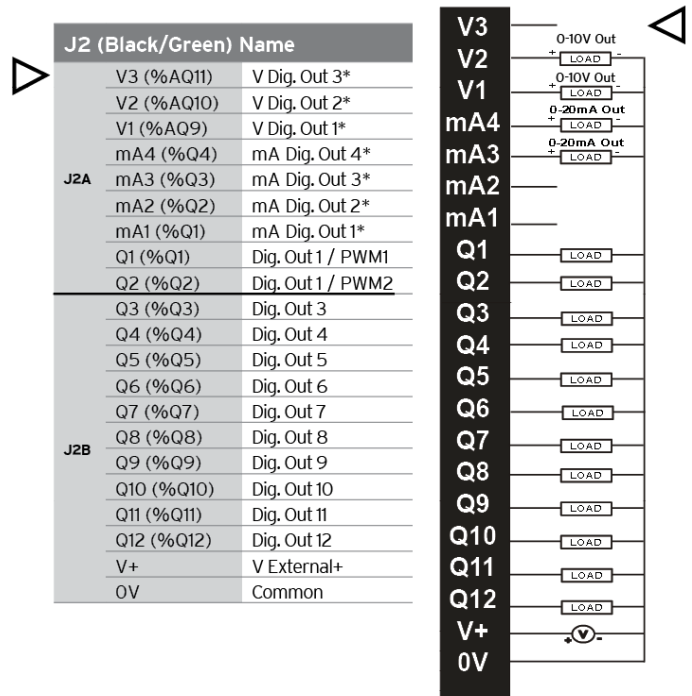 J2 (Black/Green) Name
V3 (%AQ11) V Dig. Out 3*
V2 (%AQ10) V Dig. Out 2*
V1 (%AQ9) V Dig. Out 1*
mA4 (%Q4) mA Dig. Out 4*
J2A mA3 (%Q3) mA Dig. Out 3*
mA2 (%Q2) mA Dig. Out 2*
mA1 (%Q1) mA Dig. Out 1*
Q1 (%Q1) Dig. Out 1 / PWM1
Q2 (%Q2) Dig. Out 1 / PWM2
Q3 (%Q3) Dig. Out 3
Q4 (%Q4) Dig. Out 4
Q5 (%Q5) Dig. Out 5
Q6 (%Q6) Dig. Out 6
Q7 (%Q7) Dig. Out 7
J2B Q8 (%Q8) Dig. Out 8
Q9 (%Q9) Dig. Out 9
Q10 (%Q10) Dig. Out 10
Q11 (%Q11) Dig. Out 11
Q12 (%Q12) Dig. Out 12
V+ V External+
0V Common
V3
0-10V Out
V2 + LOAD -
0-10V Out
V1 + LOAD -
0-20mA Out
mA4 + LOAD -
0-20mA Out
mA3 + LOAD -
mA2
mA1
Q1 LOAD
Q2 LOAD
Q3 LOAD
Q4 LOAD
Q5 LOAD
Q6 LOAD
Q7 LOAD
Q8 LOAD
Q9 LOAD
Q10 LOAD
Q11 LOAD
Q12 LOAD
V+ + V -
0V